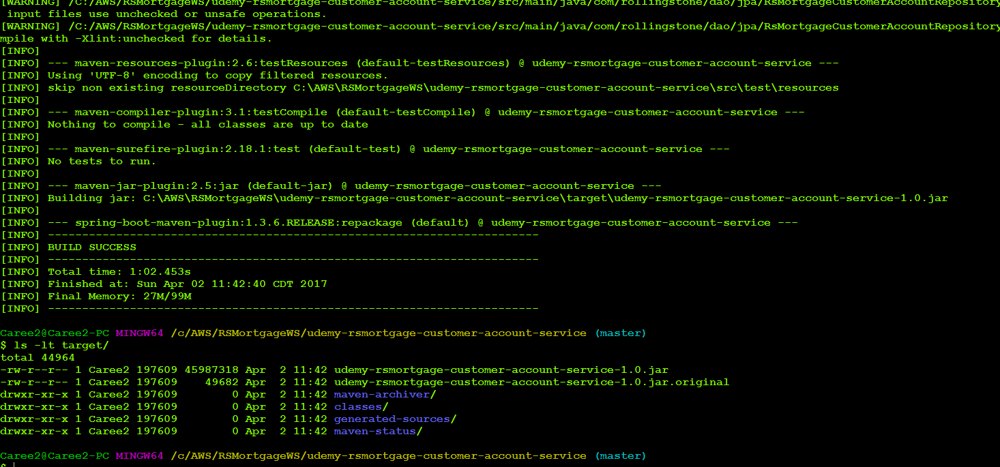 [WARNING] /C:/AWS/RSMortgageWS/udemy-rsmortgage-customer-account-service/src/main/java/com/rollingstone/dao/jpa/RsMortgageCustomerAccountRepository
 input files use unchecked or unsafe operations.
[WARNING] /C:/AWS/RSMortgageWS/udemy-rsmortgage-customer-account-service/src/main/java/com/rollingstone/dao/jpa/RsMortgageCustomerAccountRepository
mpile with -Xlint:unchecked for details.
[INFO]
[INFO] --- maven-resources-plugin:2.6:testResources (default-testResources) @ udemy-rsmortgage-customer-account-service ---
[INFO] Using 'UTF-8' encoding to copy filtered resources.
[INFO] skip non existing resourceDirectory C:\AWS\RSMortgageWS\udemy-rsmortgage-customer-account-service\src\test\resources
[INFO]
[INFO] --- maven-compiler-plugin:3.1:testCompile (default-testCompile) @ udemy-rsmortgage-customer-account-service ---
[INFO] Nothing to compile - all classes are up to date
[INFO]
[INFO] --- maven-surefire-plugin:2.18.1:test (default-test) @ udemy-rsmortgage-customer-account-service ---
[INFO] No tests to run.
[INFO]
[INFO] --- maven-jar-plugin:2.5:jar (default-jar) @ udemy-rsmortgage-customer-account-service ---
[INFO] Building jar: C:\AWS\RSMortgageWS\udemy-rsmortgage-customer-account-service\target\udemy-rsmortgage-customer-account-service-1.0.jar
[INFO]
[INFO] --- spring-boot-maven-plugin:1.3.6.RELEASE:repackage (default) @ udemy-rsmortgage-customer-account-service ---
[INFO] ------------------------------------------------------------------------
[INFO] BUILD SUCCESS
[INFO] ------------------------------------------------------------------------
[INFO] Total time: 1:02.453s
[INFO] Finished at: Sun Apr 02 11:42:40 CDT 2017
[INFO] Final Memory: 27M/99M
[INFO] ------------------------------------------------------------------------
Caree2@Caree2-PC MINGW64 /c/AWS/RSMortgageWS/udemy-rsmortgage-customer-account-service (master)
$ ls -lt target/
total 44964
-rw-r--r-- 1 Caree2 197609 45987318 Apr  2 11:42 udemy-rsmortgage-customer-account-service-1.0.jar
-rw-r--r-- 1 Caree2 197609    49682 Apr  2 11:42 udemy-rsmortgage-customer-account-service-1.0.jar.original
drwxr-xr-x 1 Caree2 197609        0 Apr  2 11:42 maven-archiver/
drwxr-xr-x 1 Caree2 197609        0 Apr  2 11:42 classes/
drwxr-xr-x 1 Caree2 197609        0 Apr  2 11:42 generated-sources/
drwxr-xr-x 1 Caree2 197609        0 Apr  2 11:42 maven-status/
Caree2@Caree2-PC MINGW64 /c/AWS/RSMortgageWS/udemy-rsmortgage-customer-account-service (master)
$